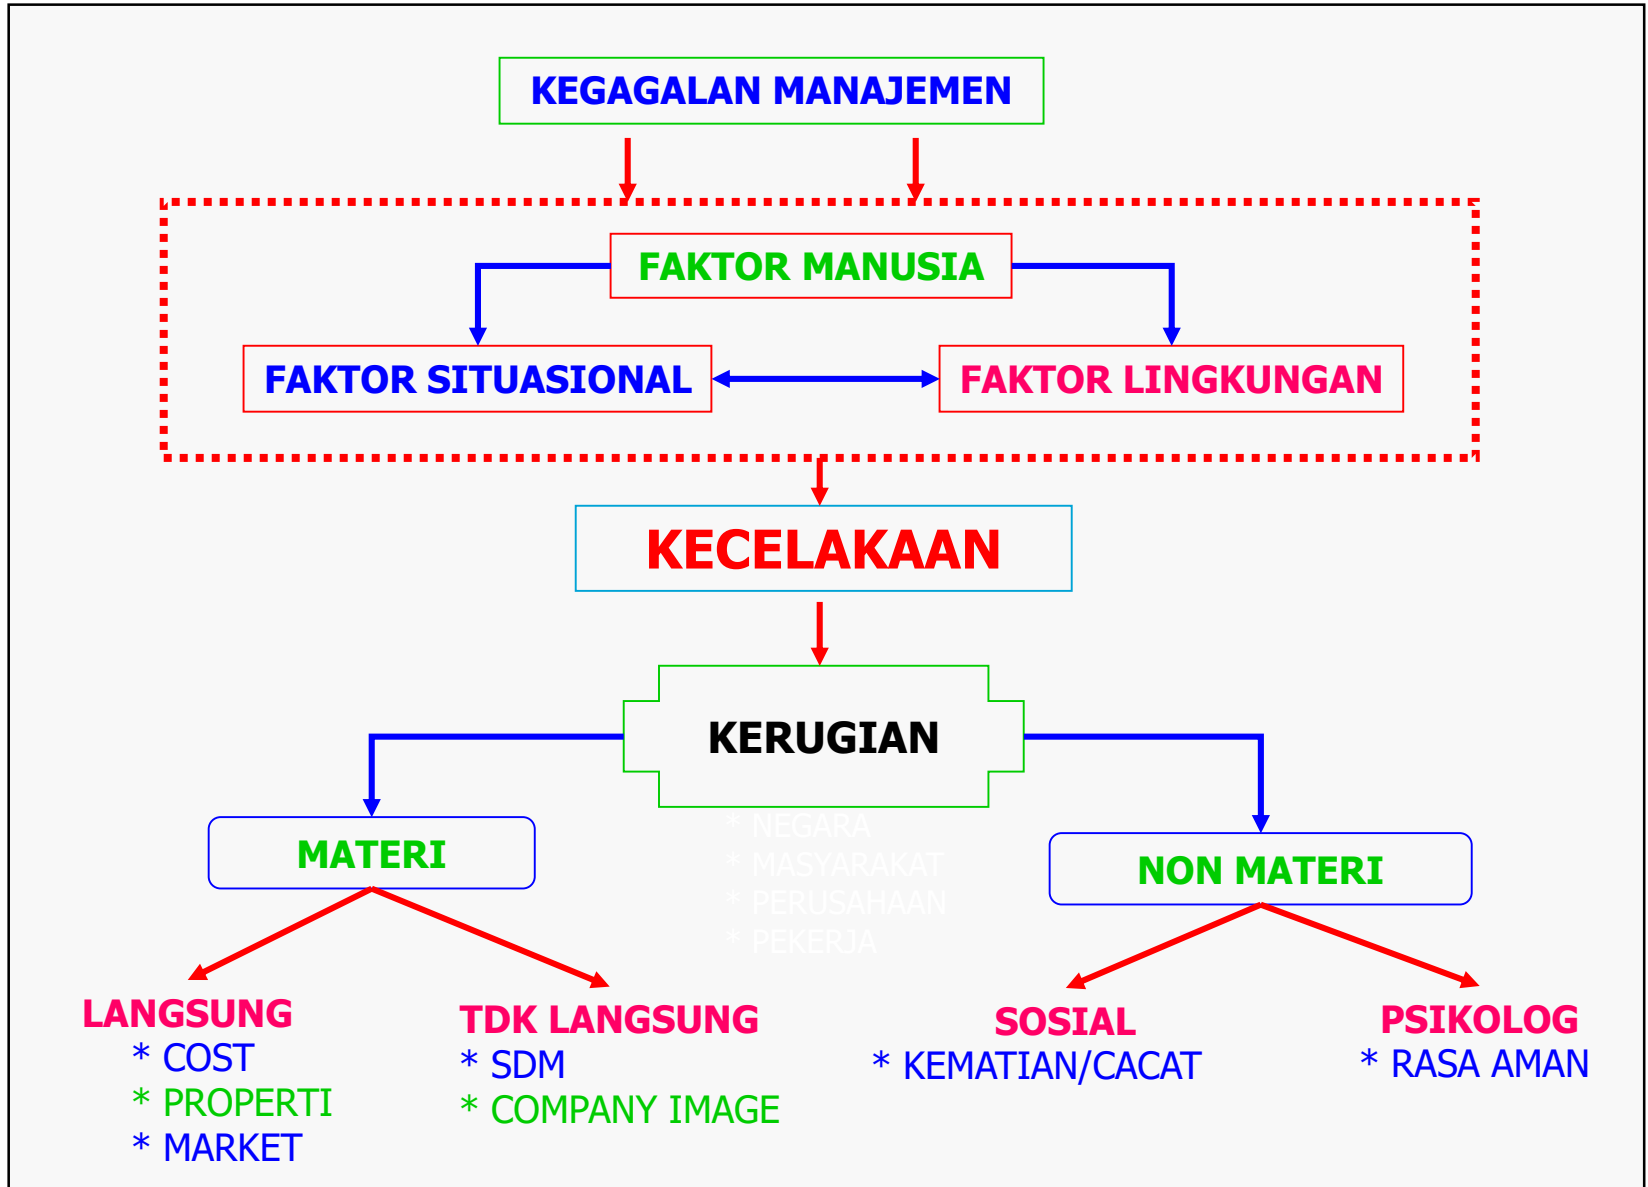 KEGAGALAN MANAJEMEN
FAKTOR MANUSIA
FAKTOR SITUASIONAL
FAKTOR LINGKUNGAN
KECELAKAAN
KERUGIAN
* NEGARA
* MASYARAKAT
* PERUSAHAAN
* PEKERJA
MATERI
NON MATERI
LANGSUNG
* COST
* PROPERTI
* MARKET
TDK LANGSUNG
* SDM
* COMPANY IMAGE
SOSIAL
* KEMATIAN/CACAT
PSIKOLOG
* RASA AMAN